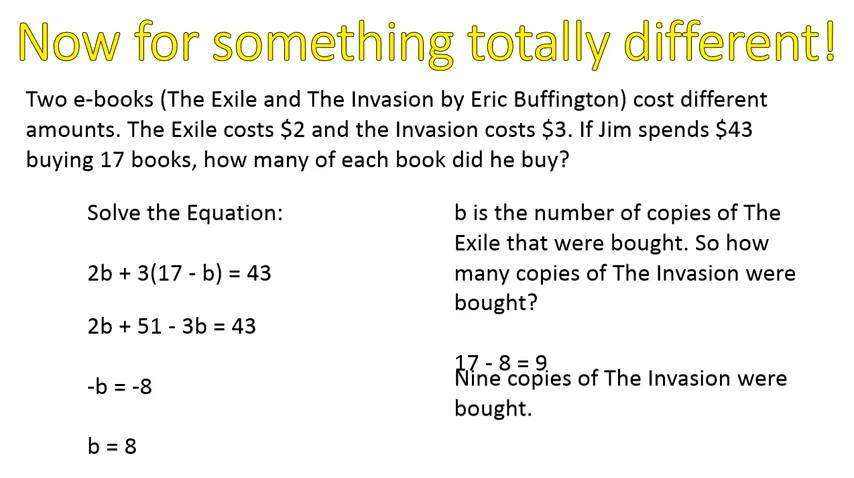 Now for something totally different!
Two e-books (The Exile and The Invasion by Eric Buffington) cost different
amounts. The Exile costs $2 and the Invasion costs $3. If Jim spends $43
buying 17 books, how many of each book did he buy?
Solve the Equation:
2b + 3(17 - b) = 43
2b + 51 - 3b = 43
-b = -8
b = 8
b is the number of copies of The
Exile that were bought. So how
many copies of The Invasion were
bought?
17 - 8 = 9
Nine copies of The Invasion were
bought.